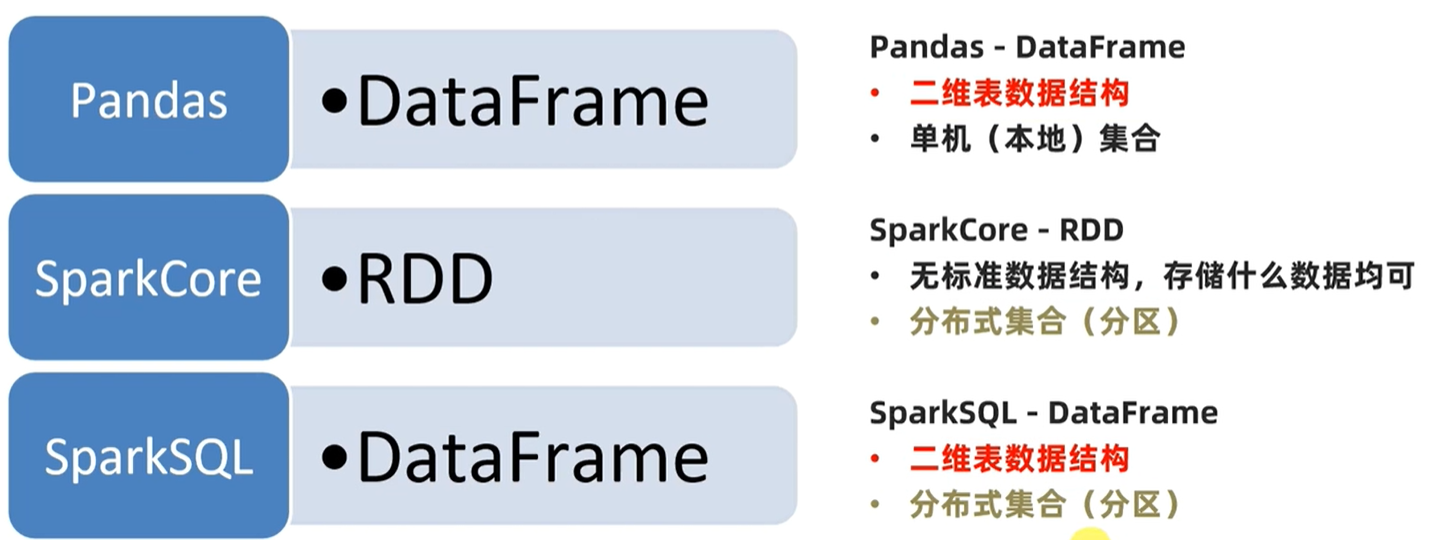 Pandas
•DataFrame
Pandas - DataFrame
• 二维表数据结构
• 单机（本地）集合
SparkCore
•RDD
SparkCore - RDD
• 无标准数据结构，存储什么数据均可
• 分布式集合（分区）
SparkSQL
•DataFrame
SparkSQL - DataFrame
• 二维表数据结构
• 分布式集合（分区）